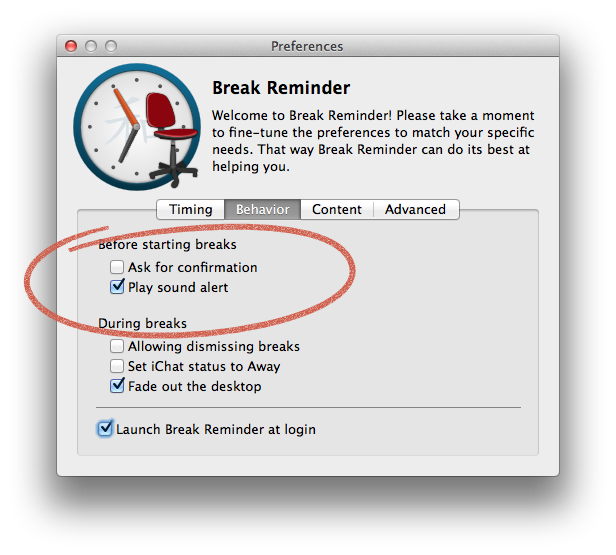 Preferences
Break Reminder
Welcome to Break Reminder! Please take a moment
to fine-tune the preferences to match your specific
needs. That way Break Reminder can do its best at
helping you.
Timing Behavior Content Advanced
Before starting breaks
Ask for confirmation
Play sound alert
During breaks
Allowing dismissing breaks
Set iChat status to Away
Fade out the desktop
Launch Break Reminder at login